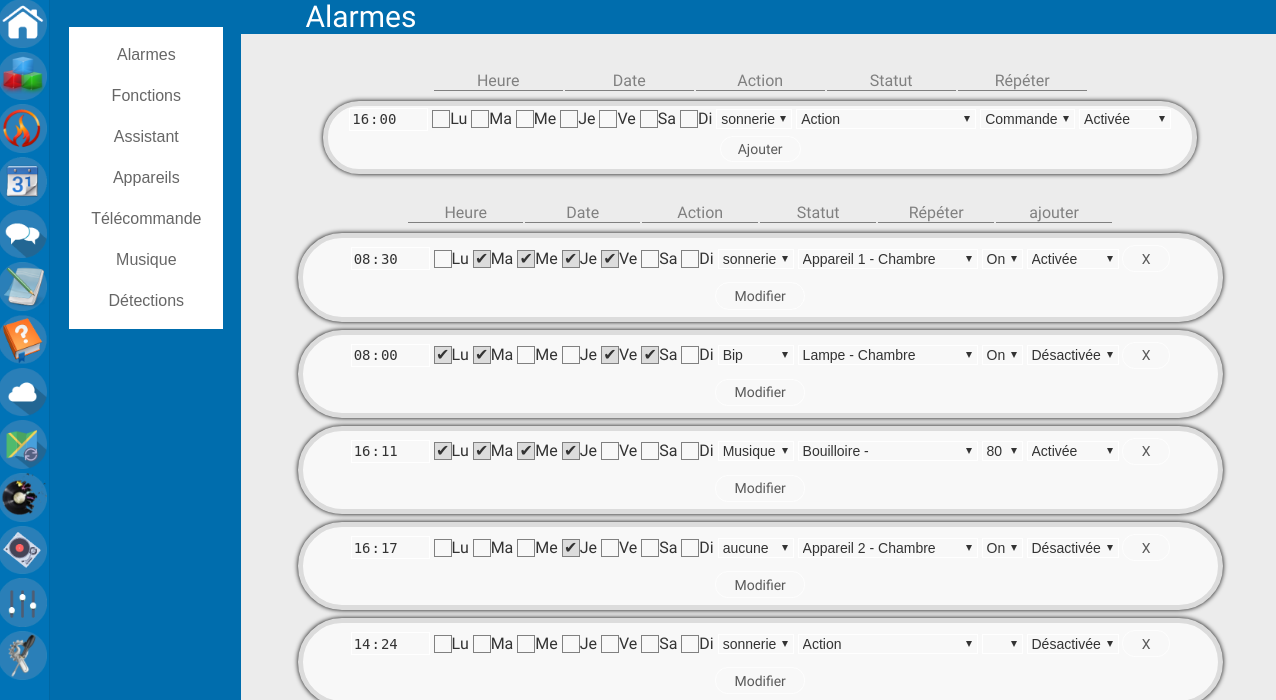 Alarmes
Alarmes
Fonctions
Assistant
Appareils
Télécommande
Musique
Détections
31
?
Heure Date Action Statut Répéter
16:00 Lu Ma Me Je Ve Sa Di sonnerie Action Commande Activée
Ajouter
Heure Date Action Statut Répéter ajouter
08:30 Lu ✔Ma ✔Me ✔Je ✔Ve Sa Di sonnerie Appareil 1 - Chambre On Activée X
Modifier
08:00 ✔Lu ✔Ma Me Je ✔Ve ✔Sa Di Bip Lampe - Chambre On Désactivée X
Modifier
16:11 ✔Lu ✔Ma ✔Me ✔Je Ve Sa Di Musique Bouilloire - 80 Activée X
Modifier
16:17 Lu Ma Me ✔Je Ve Sa Di aucune Appareil 2 - Chambre On Désactivée X
Modifier
14:24 Lu Ma Me Je Ve Sa Di sonnerie Action Désactivée X
Modifier